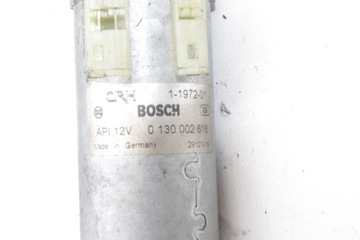 CRH 1-1972-01
BOSCH
API 12V 0 130 002 616
Made in Germany